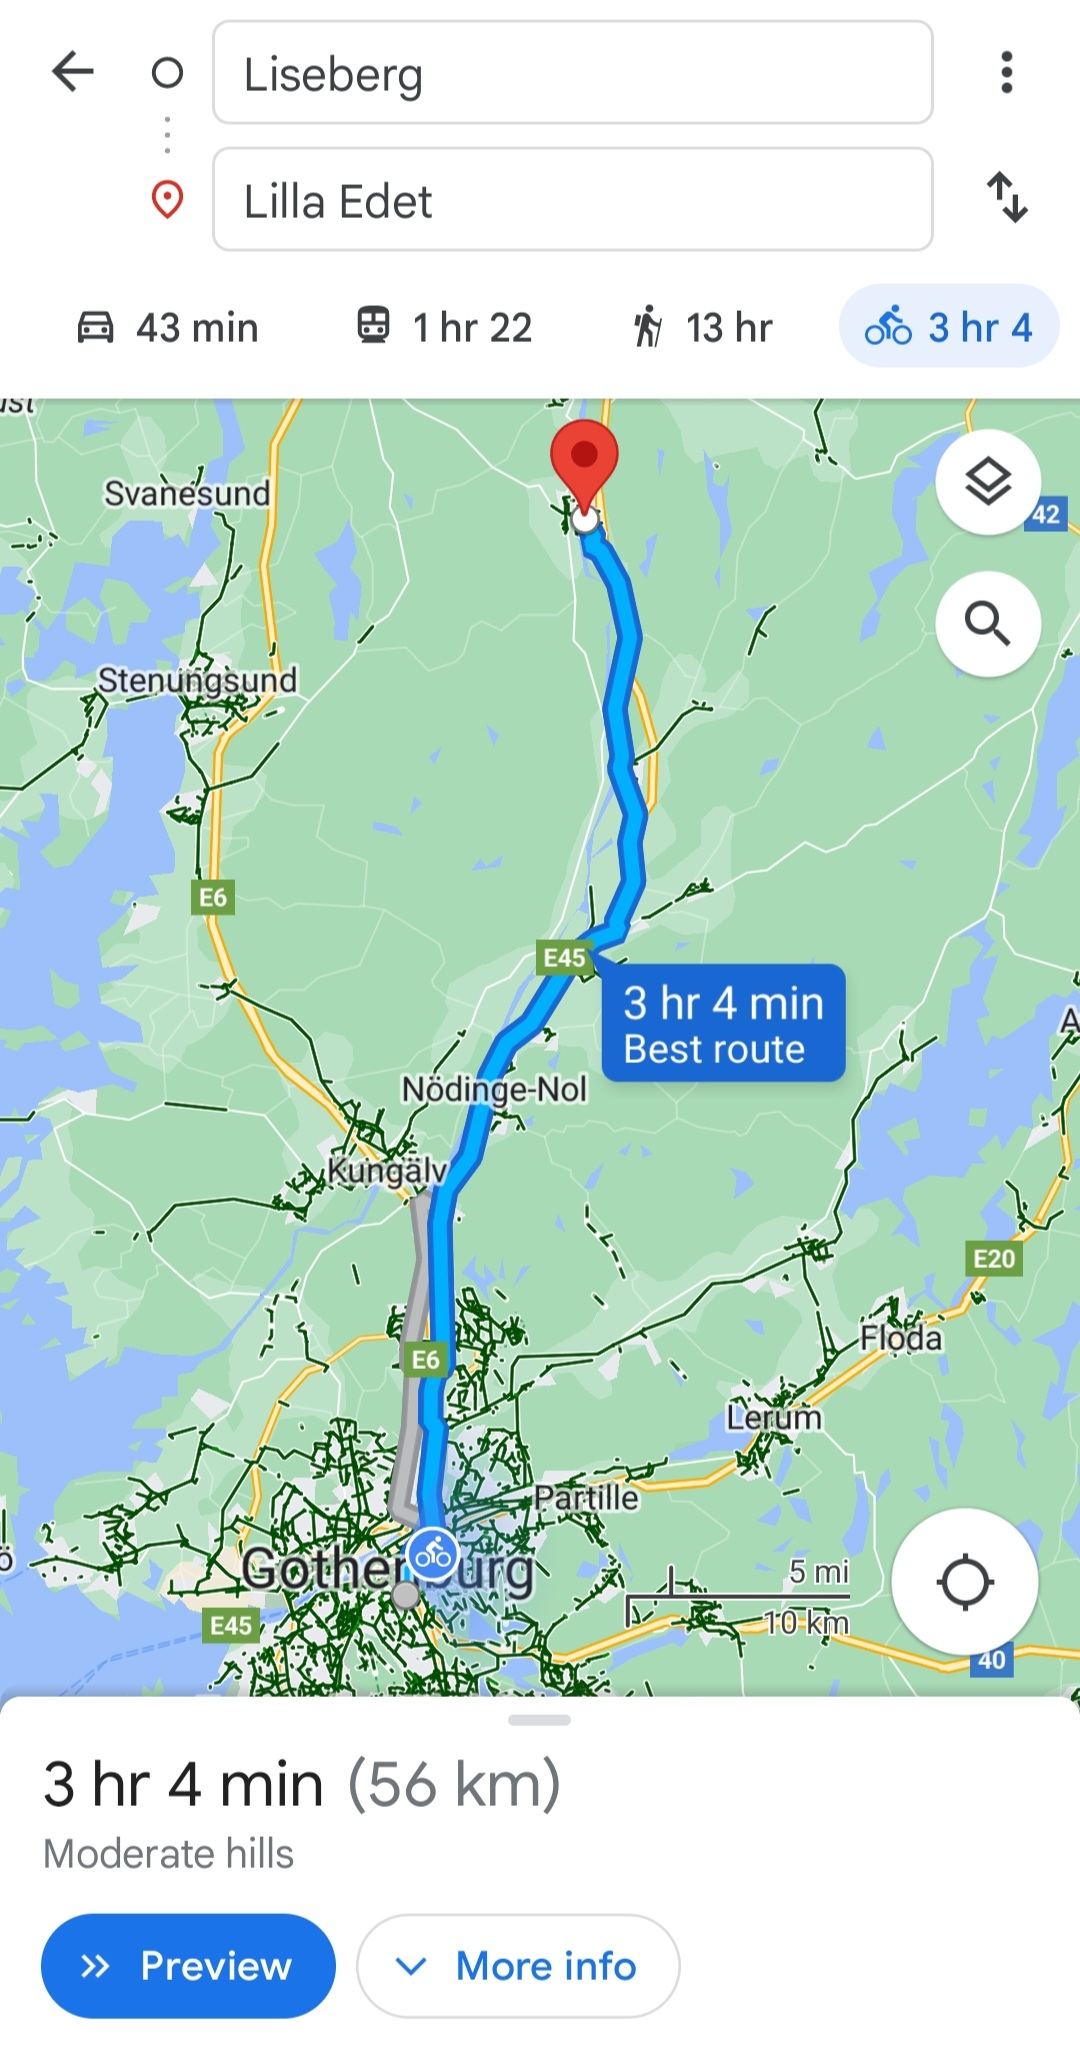 Liseberg
Lilla Edet
43 min
1 hr 22
13 hr
3 hr 4
Svanesund
42
Stenungsund
E6
E45
3 hr 4 min
Best route
Nödinge-Nol
Kungälv
E20
Floda
E6
Lerum
Partille
Gothenburg
5 mi
10 km
E45
40
3 hr 4 min (56 km)
Moderate hills
Preview
More info